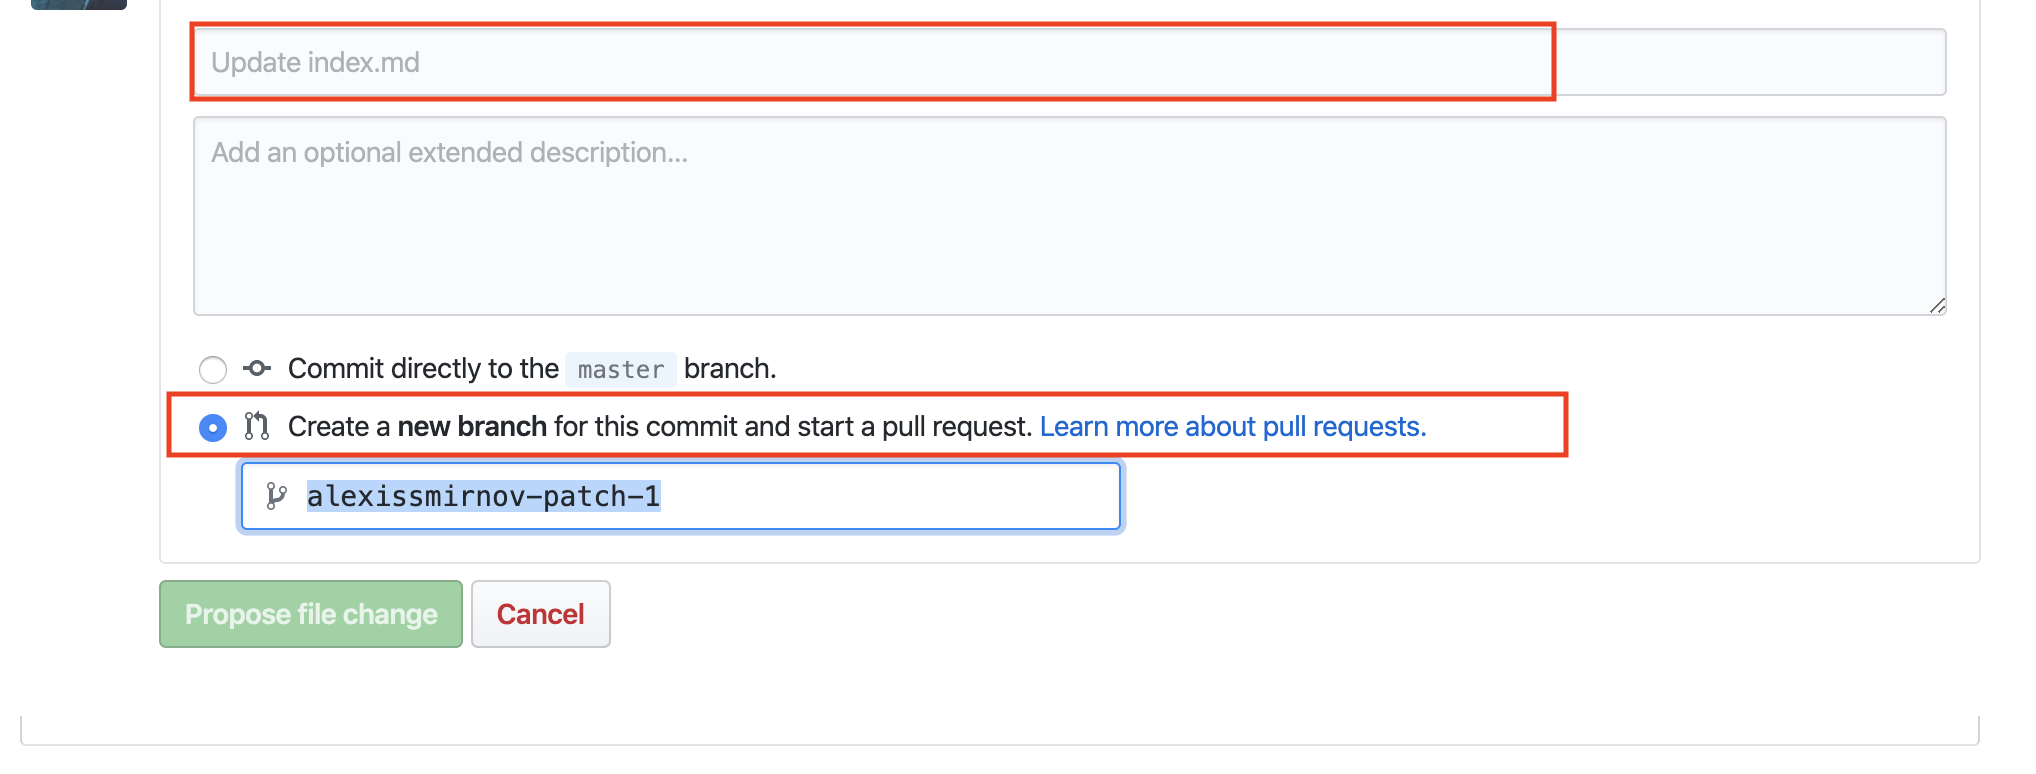 Update index.md
Add an optional extended description...
Commit directly to the master branch.
Create a new branch for this commit and start a pull request. Learn more about pull requests.
alexissmirnov-patch-1
Propose file change
Cancel